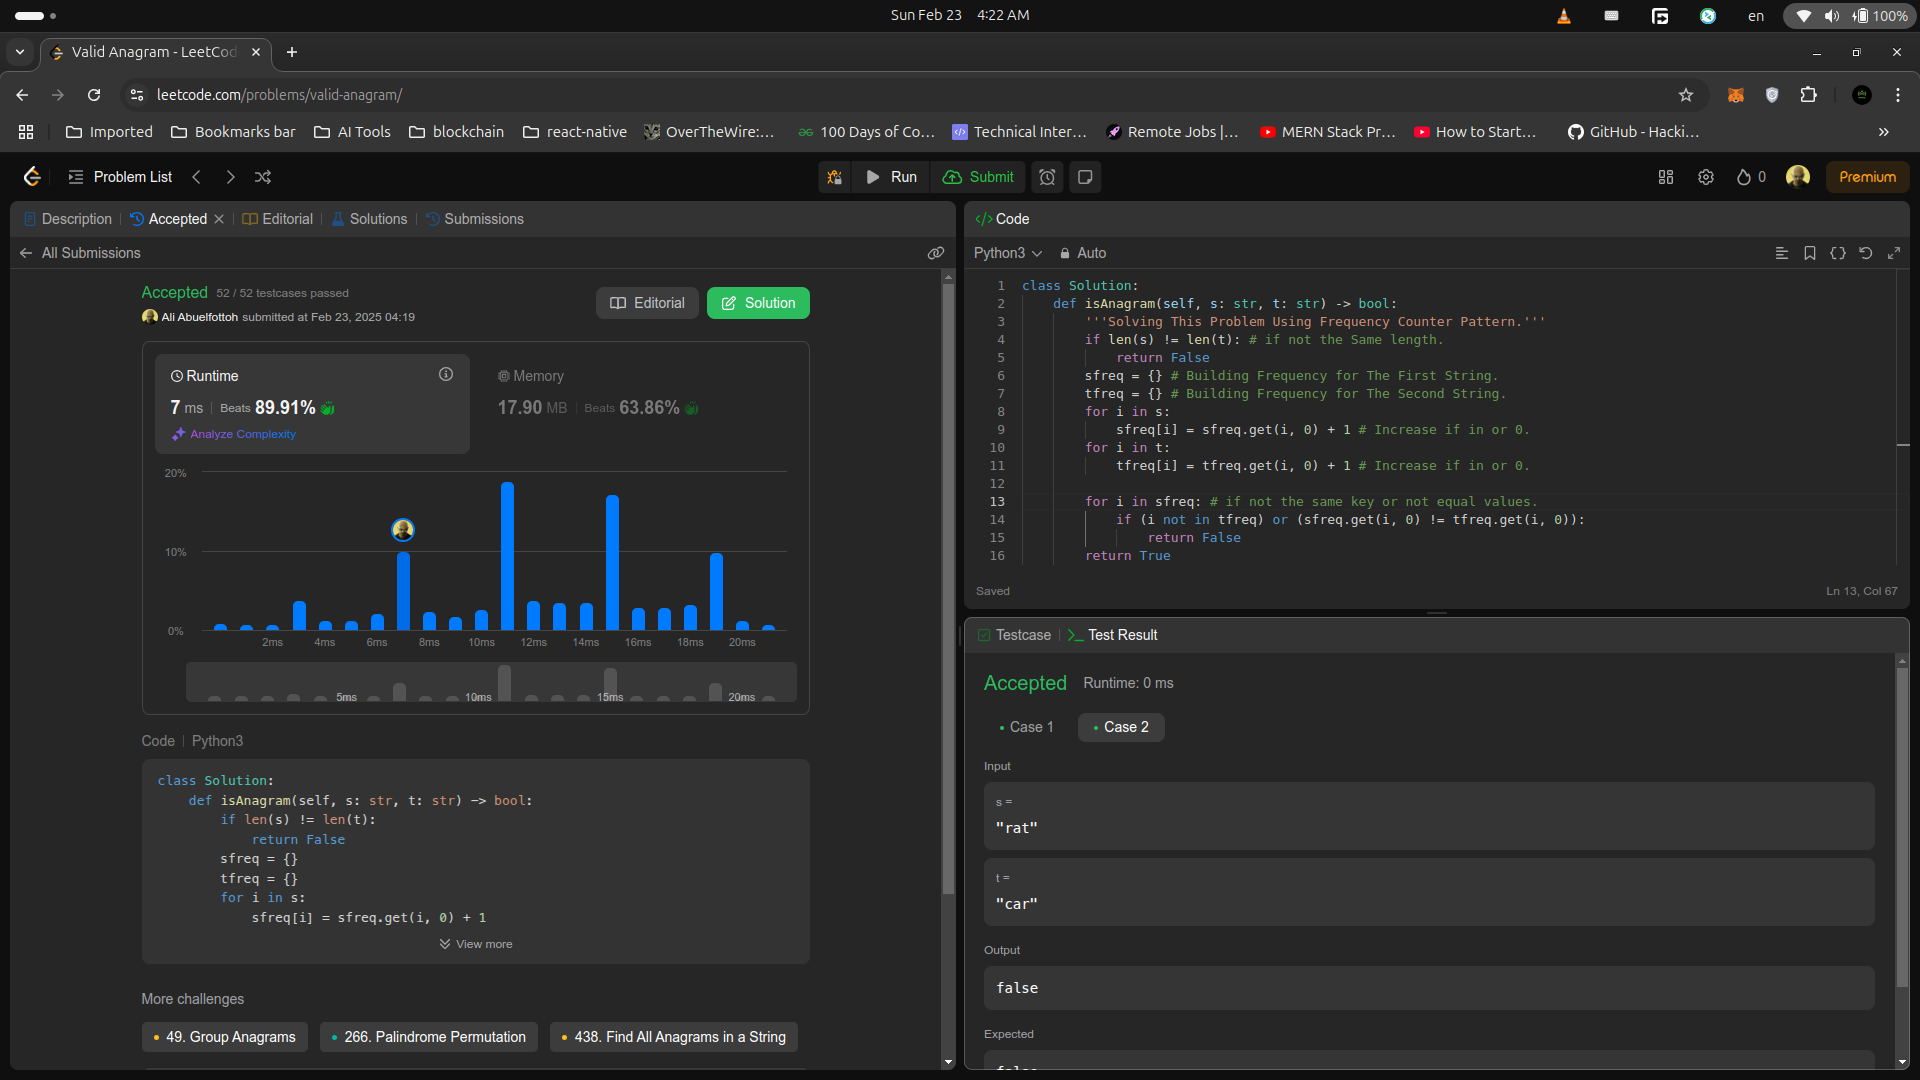 Sun Feb 23 4:22 AM
en
100%
Valid Anagram - LeetCod
leetcode.com/problems/valid-anagram/
Imported
Bookmarks bar
AI Tools
blockchain
react-native
OverTheWire:...
100 Days of Co...
Technical Inter...
Remote Jobs |...
MERN Stack Pr...
How to Start...
GitHub - Hacki...
Problem List
Run
Submit
0
Premium
Description
Accepted
Editorial
Solutions
Submissions
All Submissions
Accepted 52 / 52 testcases passed
Ali Abuelfottoh submitted at Feb 23, 2025 04:19
Editorial
Solution
Runtime
7 ms | Beats 89.91%
Analyze Complexity
Memory
17.90 MB | Beats 63.86%
20%
10%
0%
2ms 4ms 6ms 8ms 10ms 12ms 14ms 16ms 18ms 20ms
5ms 10ms 15ms 20ms
Code | Python3
class Solution:
    def isAnagram(self, s: str, t: str) -> bool:
        if len(s) != len(t):
            return False
        sfreq = {}
        tfreq = {}
        for i in s:
            sfreq[i] = sfreq.get(i, 0) + 1
View more
More challenges
49. Group Anagrams
266. Palindrome Permutation
438. Find All Anagrams in a String
</> Code
Python3
Auto
1 class Solution:
2     def isAnagram(self, s: str, t: str) -> bool:
3         '''Solving This Problem Using Frequency Counter Pattern.'''
4         if len(s) != len(t): # if not the Same length.
5             return False
6         sfreq = {} # Building Frequency for The First String.
7         tfreq = {} # Building Frequency for The Second String.
8         for i in s:
9             sfreq[i] = sfreq.get(i, 0) + 1 # Increase if in or 0.
10         for i in t:
11             tfreq[i] = tfreq.get(i, 0) + 1 # Increase if in or 0.
12
13         for i in sfreq: # if not the same key or not equal values.
14             if (i not in tfreq) or (sfreq.get(i, 0) != tfreq.get(i, 0)):
15                 return False
16         return True
Saved
Ln 13, Col 67
Testcase
Test Result
Accepted Runtime: 0 ms
Case 1
Case 2
Input
s =
"rat"
t =
"car"
Output
false
Expected
false